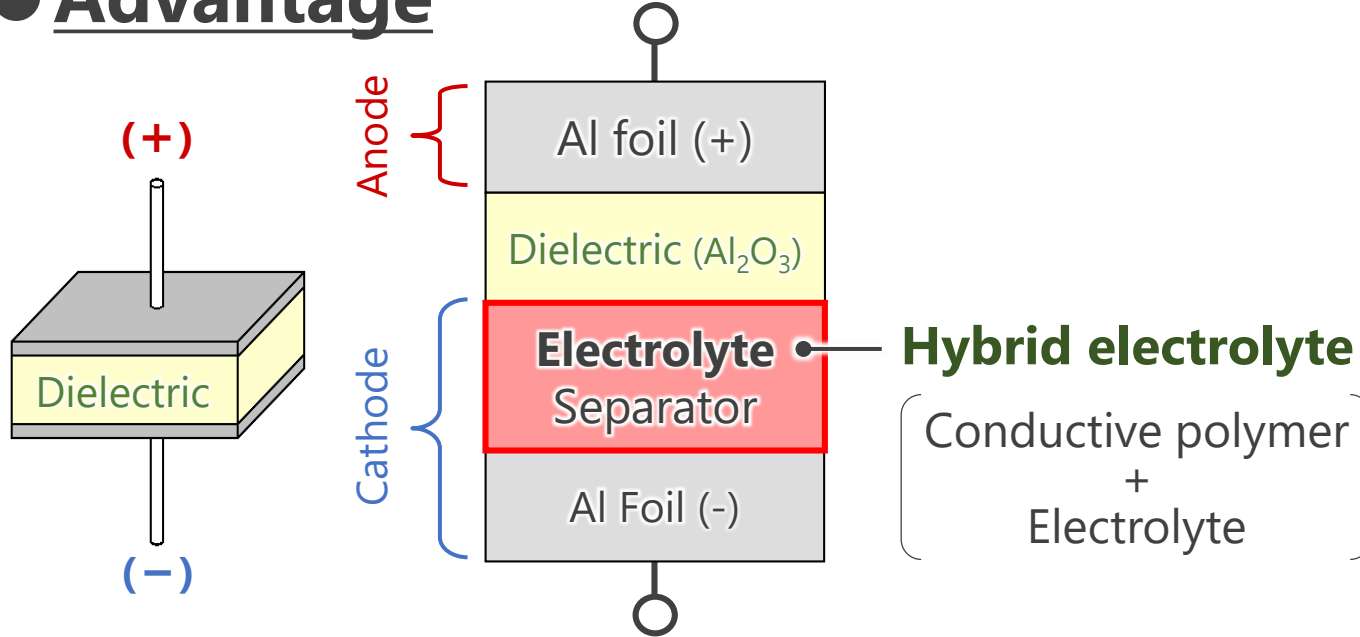 ● Advantage
(+)
(−)
Dielectric
Anode
Cathode
Al foil (+)
Dielectric (Al₂O₃)
Electrolyte
Separator
Al Foil (-)
Hybrid electrolyte
Conductive polymer
+
Electrolyte